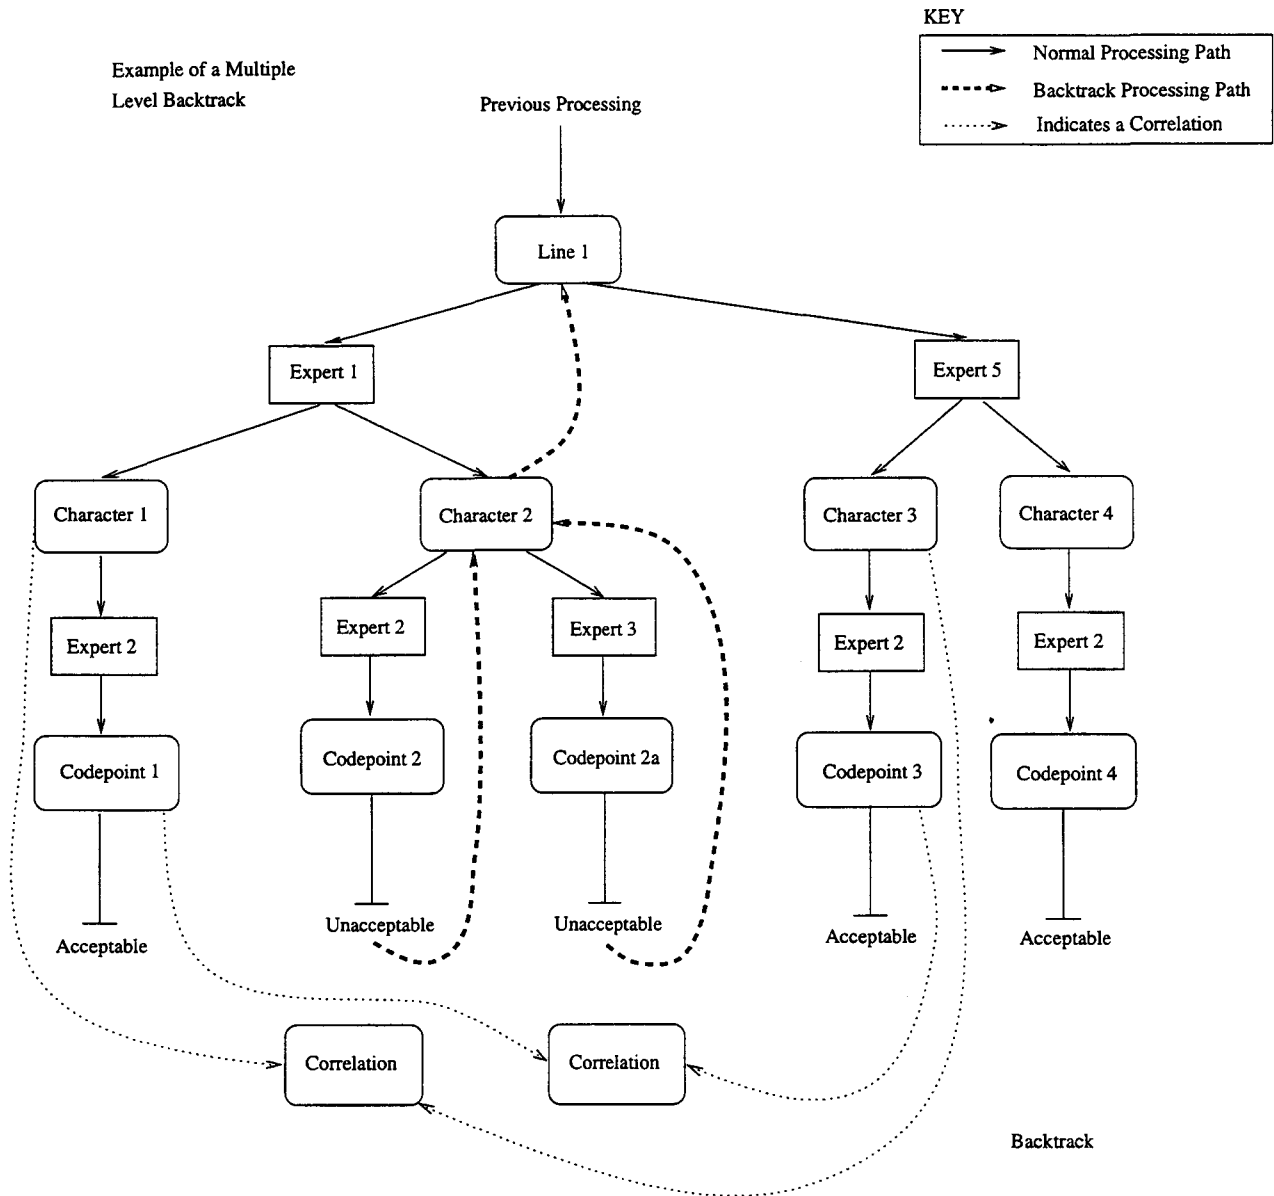 KEY
Normal Processing Path
Backtrack Processing Path
Indicates a Correlation
Example of a Multiple
Level Backtrack
Previous Processing
Line 1
Expert 1
Expert 5
Character 1
Character 2
Character 3
Character 4
Expert 2
Expert 2
Expert 3
Expert 2
Expert 2
Codepoint 1
Codepoint 2
Codepoint 2a
Codepoint 3
Codepoint 4
Acceptable
Unacceptable
Unacceptable
Acceptable
Acceptable
Correlation
Correlation
Backtrack